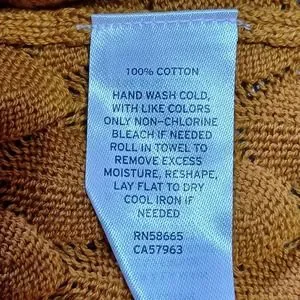 100% COTTON
HAND WASH COLD,
WITH LIKE COLORS
ONLY NON-CHLORINE
BLEACH IF NEEDED
ROLL IN TOWEL TO
REMOVE EXCESS
MOISTURE, RESHAPE,
LAY FLAT TO DRY
COOL IRON IF
NEEDED
RN58665
CA57963